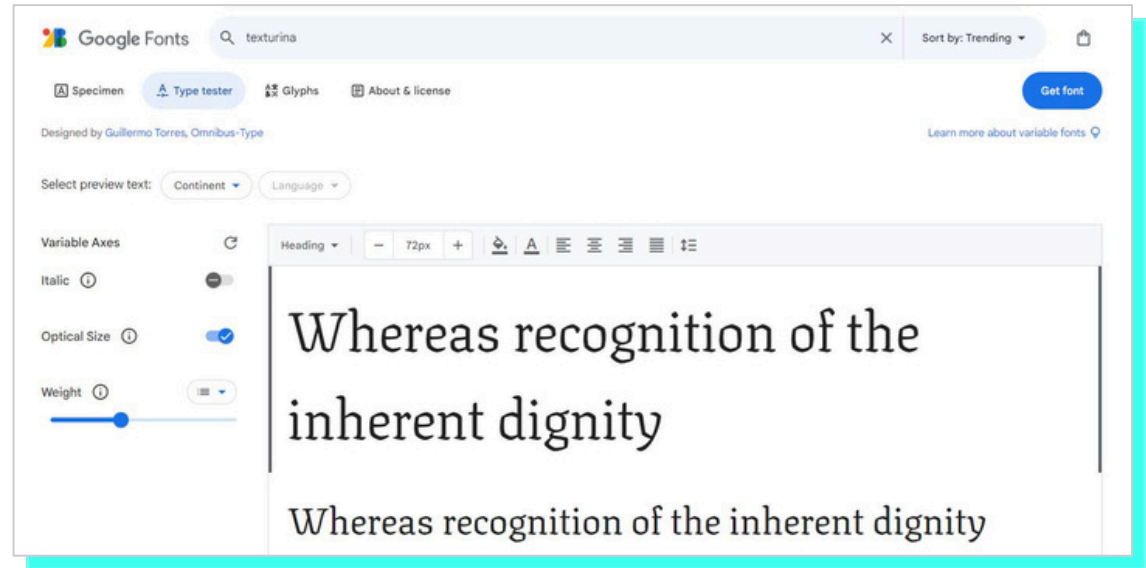 Google Fonts texturina Sort by: Trending
Specimen Type tester Glyphs About & license Get font
Designed by Guillermo Torres, Omnibus-Type Learn more about variable fonts
Select preview text: Continent Language
Variable Axes
Heading 72px
Italic
Optical Size
Weight
Whereas recognition of the
inherent dignity
Whereas recognition of the inherent dignity